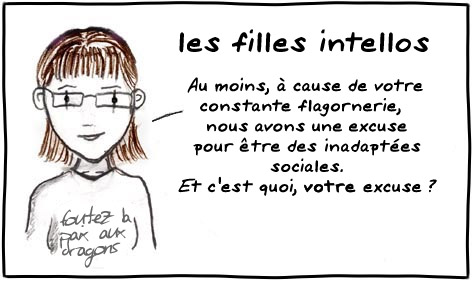 les filles intellos
Au moins, à cause de votre
constante flagornerie,
nous avons une excuse
pour être des inadaptées
sociales.
Et c'est quoi, votre excuse ?
foutez la
paix aux
dragons